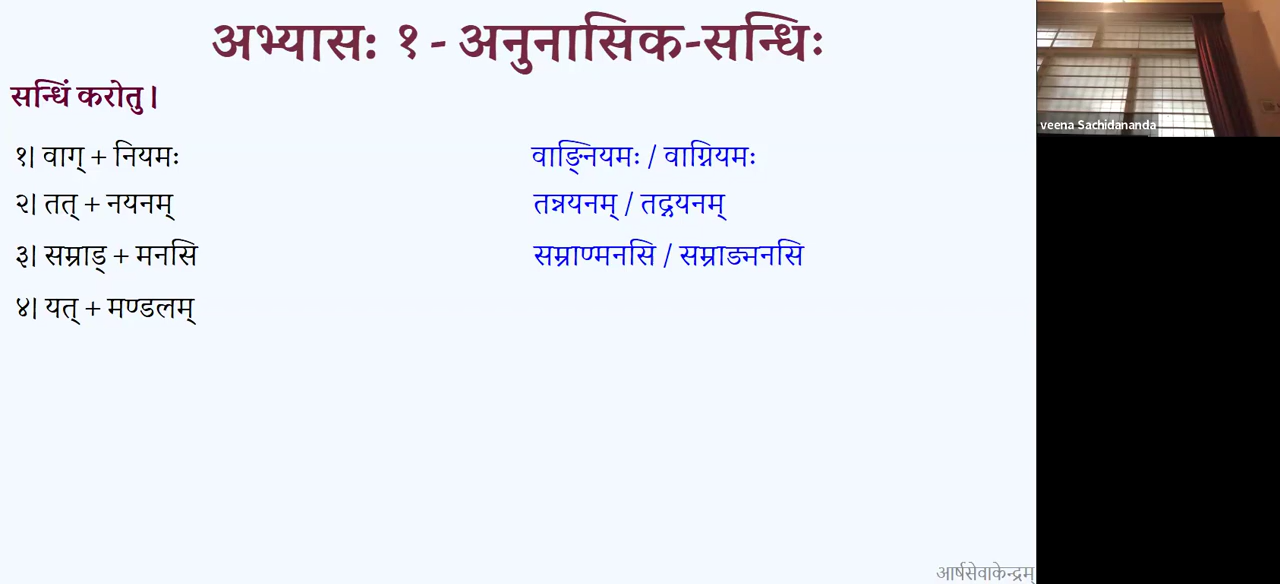 अभ्यासः १ - अनुनासिक-सन्धिः
सन्धिं करोतु।
१। वाग् + नियमः वाङ्नियमः / वाग्नियमः
२। तत् + नयनम् तन्नयनम् / तद्नयनम्
३। सम्राड् + मनसि सम्राण्मनसि / सम्राड्मनसि
४। यत् + मण्डलम्
veena Sachidananda
आर्षसेवाकेन्द्रम्